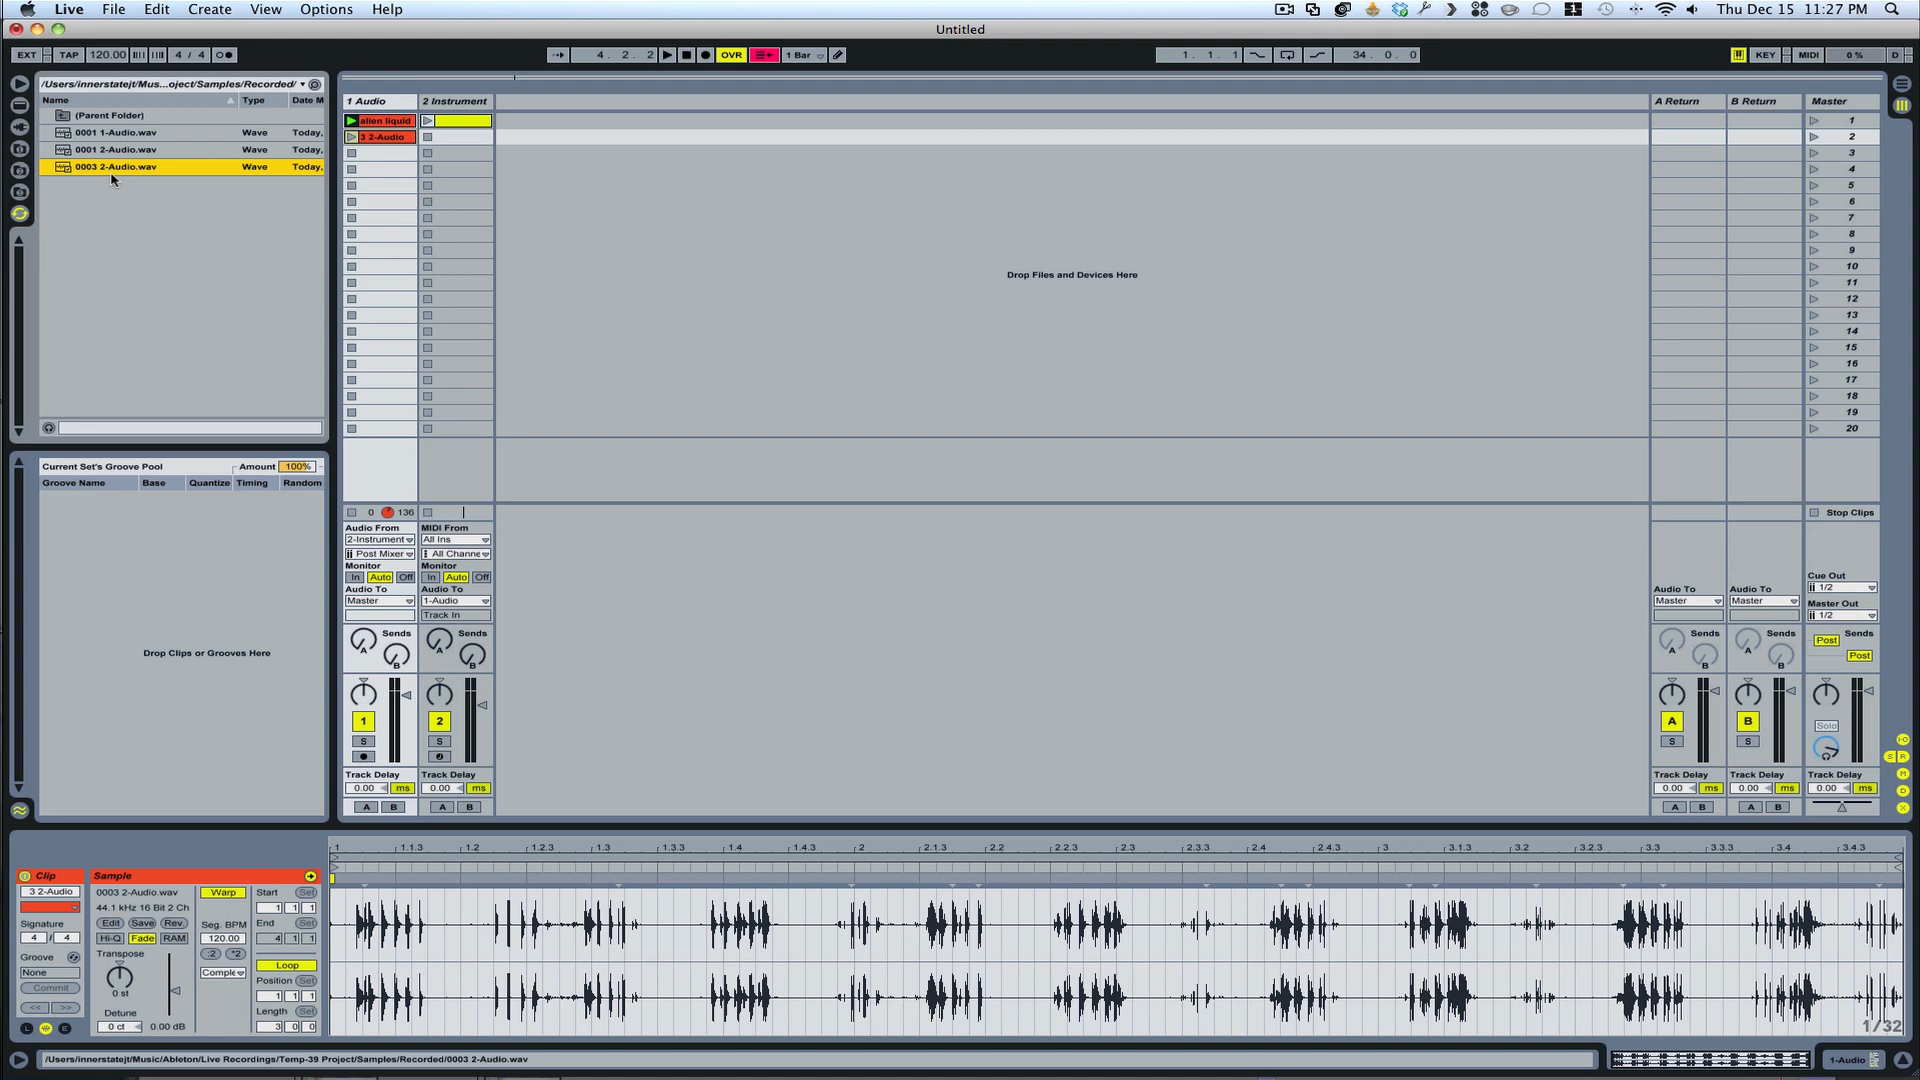 Live File Edit Create View Options Help Thu Dec 15 11:27 PM
Untitled
EXT TAP 120.00 4 / 4 4. 2. 2 OVR 1 Bar 1. 1. 1 34. 0. 0 KEY MIDI 0 % D
/Users/innerstatejt/Mus...oject/Samples/Recorded/
Name Type Date M
(Parent Folder)
0001 1-Audio.wav Wave Today,
0001 2-Audio.wav Wave Today,
0003 2-Audio.wav Wave Today,
1 Audio 2 Instrument A Return B Return Master
alien liquid 1
3 2-Audio 2
3
4
5
6
7
8
9
Drop Files and Devices Here
10
11
12
13
14
15
16
17
18
19
20
Current Set's Groove Pool Amount 100%
Groove Name Base Quantize Timing Random
Drop Clips or Grooves Here
0 136 Stop Clips
Audio From MIDI From
2-Instrument All Ins
Post Mixer All Channe
Monitor Monitor Cue Out
In Auto Off In Auto Off 1/2
Audio To Audio To Audio To Audio To Master Out
Master 1-Audio Master Master 1/2
Track In
Sends Sends Sends Sends Sends
A B A B A B A B Post Post
1 2 A B Solo
S S S S
Track Delay Track Delay Track Delay Track Delay Track Delay
0.00 ms 0.00 ms 0.00 ms 0.00 ms 0.00 ms
A B A B A B A B
1 1.1.3 1.2 1.2.3 1.3 1.3.3 1.4 1.4.3 2 2.1.3 2.2 2.2.3 2.3 2.4 2.4.3 3 3.1.3 3.2 3.2.3 3.3 3.3.3 3.4 3.4.3
Clip Sample
3 2-Audio 0003 2-Audio.wav Warp Start Set
44.1 kHz 16 Bit 2 Ch 1 1 1
Signature Edit Save Rev Seg. BPM End Set
4 / 4 Hi-Q Fade RAM 120.00 4 1 1
Groove Transpose :2 *2 Loop
None Comple Position Set
Commit 0 st 1 1 1
<< >> Detune Length Set
L E 0 ct 0.00 dB 3 0 0
1/32
/Users/innerstatejt/Music/Ableton/Live Recordings/Temp-39 Project/Samples/Recorded/0003 2-Audio.wav 1-Audio